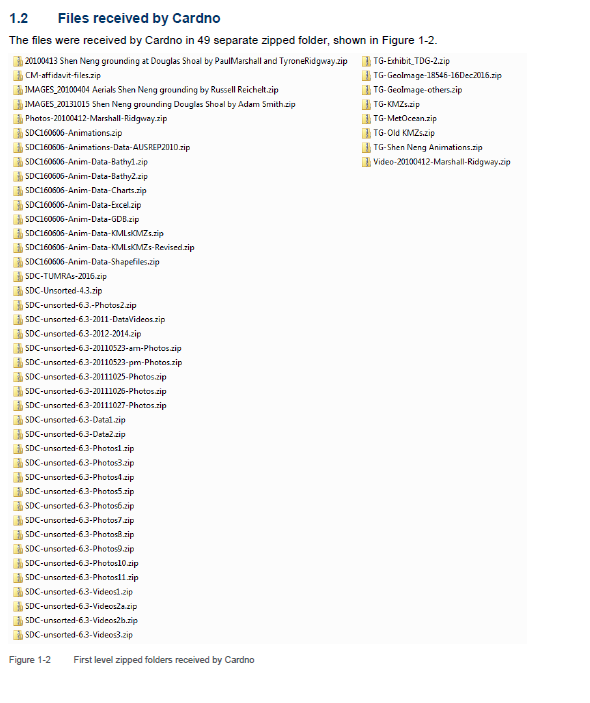 1.2 Files received by Cardno
The files were received by Cardno in 49 separate zipped folder, shown in Figure 1-2.
20100413 Shen Neng grounding at Douglas Shoal by PaulMarshall and TyroneRidgway.zip
CM-affidavit-files.zip
IMAGES_20100404 Aerials Shen Neng grounding by Russell Reichelt.zip
IMAGES_20131015 Shen Neng grounding Douglas Shoal by Adam Smith.zip
Photos-20100412-Marshall-Ridgway.zip
SDC160606-Animations.zip
SDC160606-Animations-Data-AUSREP2010.zip
SDC160606-Anim-Data-Bathy1.zip
SDC160606-Anim-Data-Bathy2.zip
SDC160606-Anim-Data-Charts.zip
SDC160606-Anim-Data-Excel.zip
SDC160606-Anim-Data-GDB.zip
SDC160606-Anim-Data-KMLsKMZs.zip
SDC160606-Anim-Data-KMLsKMZs-Revised.zip
SDC160606-Anim-Data-Shapefiles.zip
SDC-TUMRAs-2016.zip
SDC-Unsorted-4.3.zip
SDC-unsorted-6.3.-Photos2.zip
SDC-unsorted-6.3-2011-DataVideos.zip
SDC-unsorted-6.3-2012-2014.zip
SDC-unsorted-6.3-20110523-am-Photos.zip
SDC-unsorted-6.3-20110523-pm-Photos.zip
SDC-unsorted-6.3-20111025-Photos.zip
SDC-unsorted-6.3-20111026-Photos.zip
SDC-unsorted-6.3-20111027-Photos.zip
SDC-unsorted-6.3-Data1.zip
SDC-unsorted-6.3-Data2.zip
SDC-unsorted-6.3-Photos1.zip
SDC-unsorted-6.3-Photos3.zip
SDC-unsorted-6.3-Photos4.zip
SDC-unsorted-6.3-Photos5.zip
SDC-unsorted-6.3-Photos6.zip
SDC-unsorted-6.3-Photos7.zip
SDC-unsorted-6.3-Photos8.zip
SDC-unsorted-6.3-Photos9.zip
SDC-unsorted-6.3-Photos10.zip
SDC-unsorted-6.3-Photos11.zip
SDC-unsorted-6.3-Videos1.zip
SDC-unsorted-6.3-Videos2a.zip
SDC-unsorted-6.3-Videos2b.zip
SDC-unsorted-6.3-Videos3.zip
TG-Exhibit_TDG-2.zip
TG-GeoImage-18546-16Dec2016.zip
TG-GeoImage-others.zip
TG-KMZs.zip
TG-MetOcean.zip
TG-Old KMZs.zip
TG-Shen Neng Animations.zip
Video-20100412-Marshall-Ridgway.zip
Figure 1-2 First level zipped folders received by Cardno